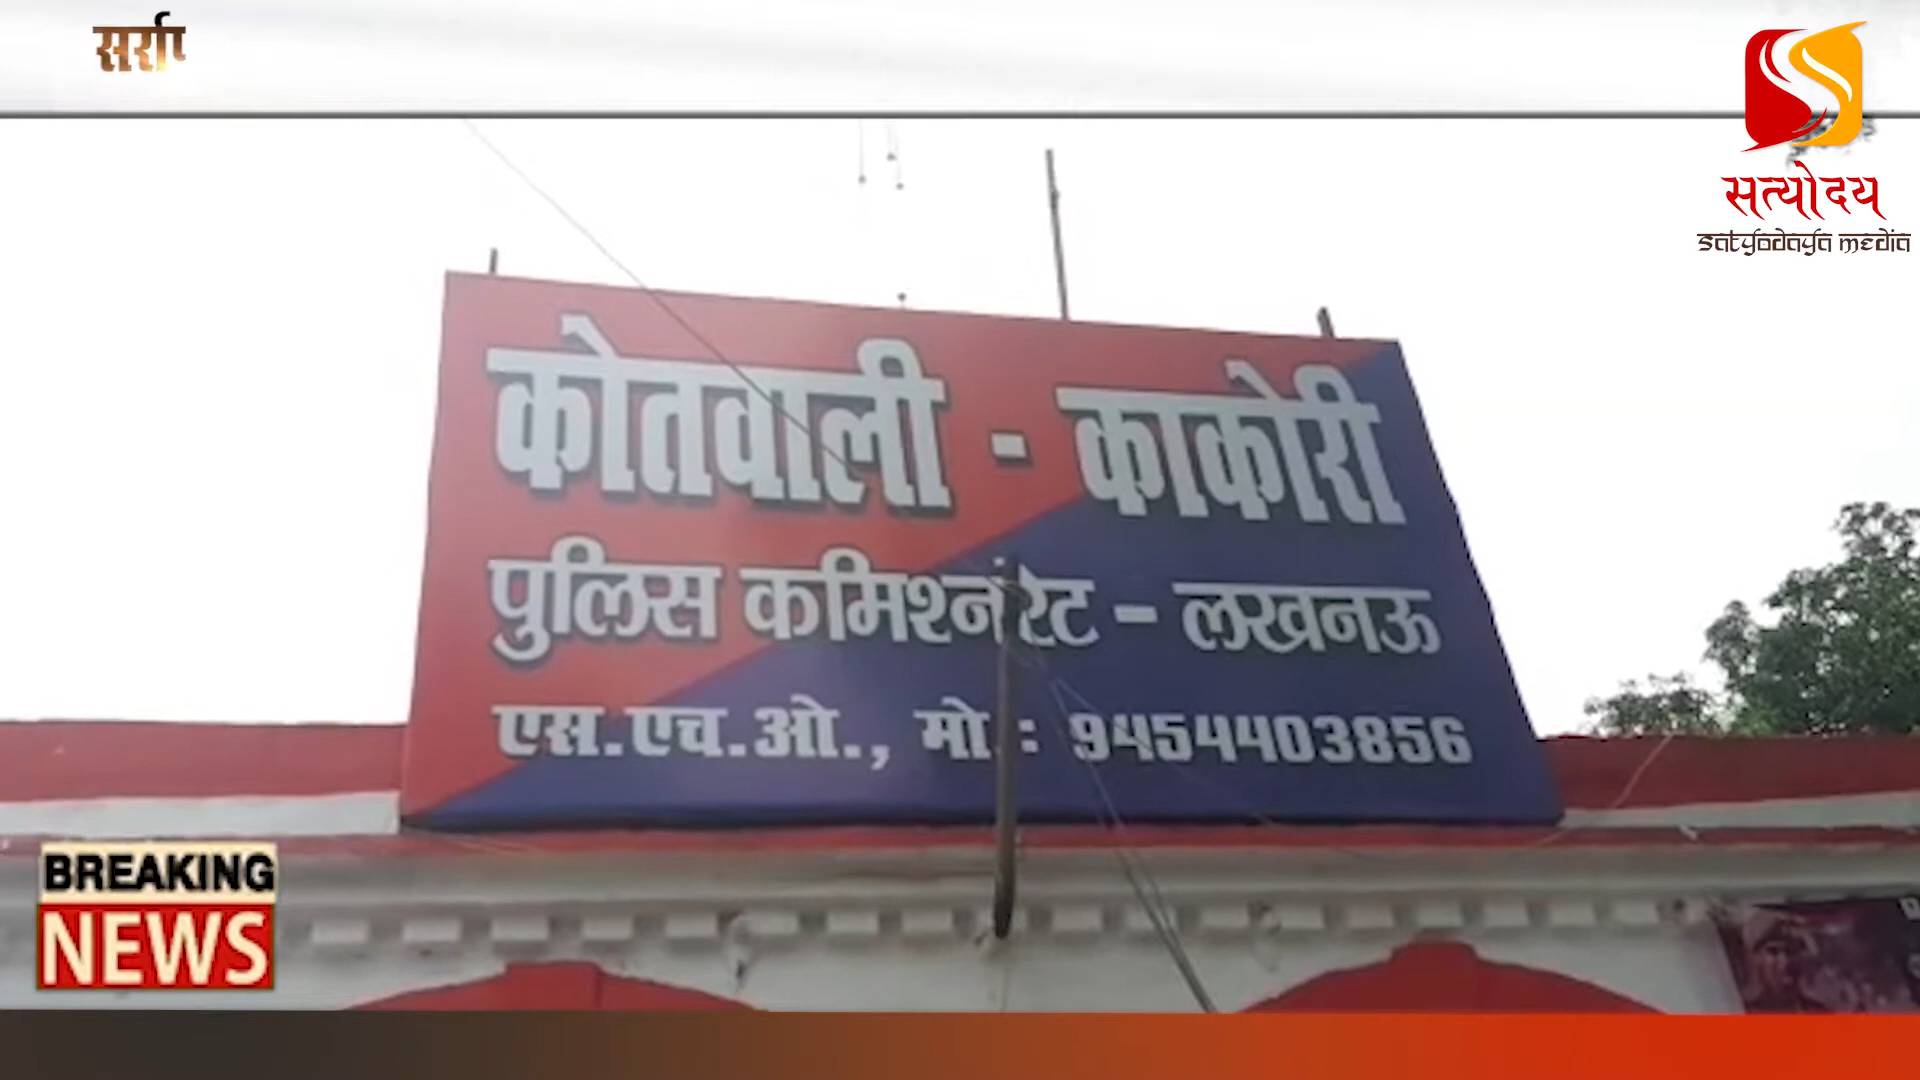 सर्रा
सत्योदय
satyodaya media
कोतवाली - काकोरी
पुलिस कमिश्नरेट - लखनऊ
एस.एच.ओ., मो. : 9454403856
BREAKING
NEWS